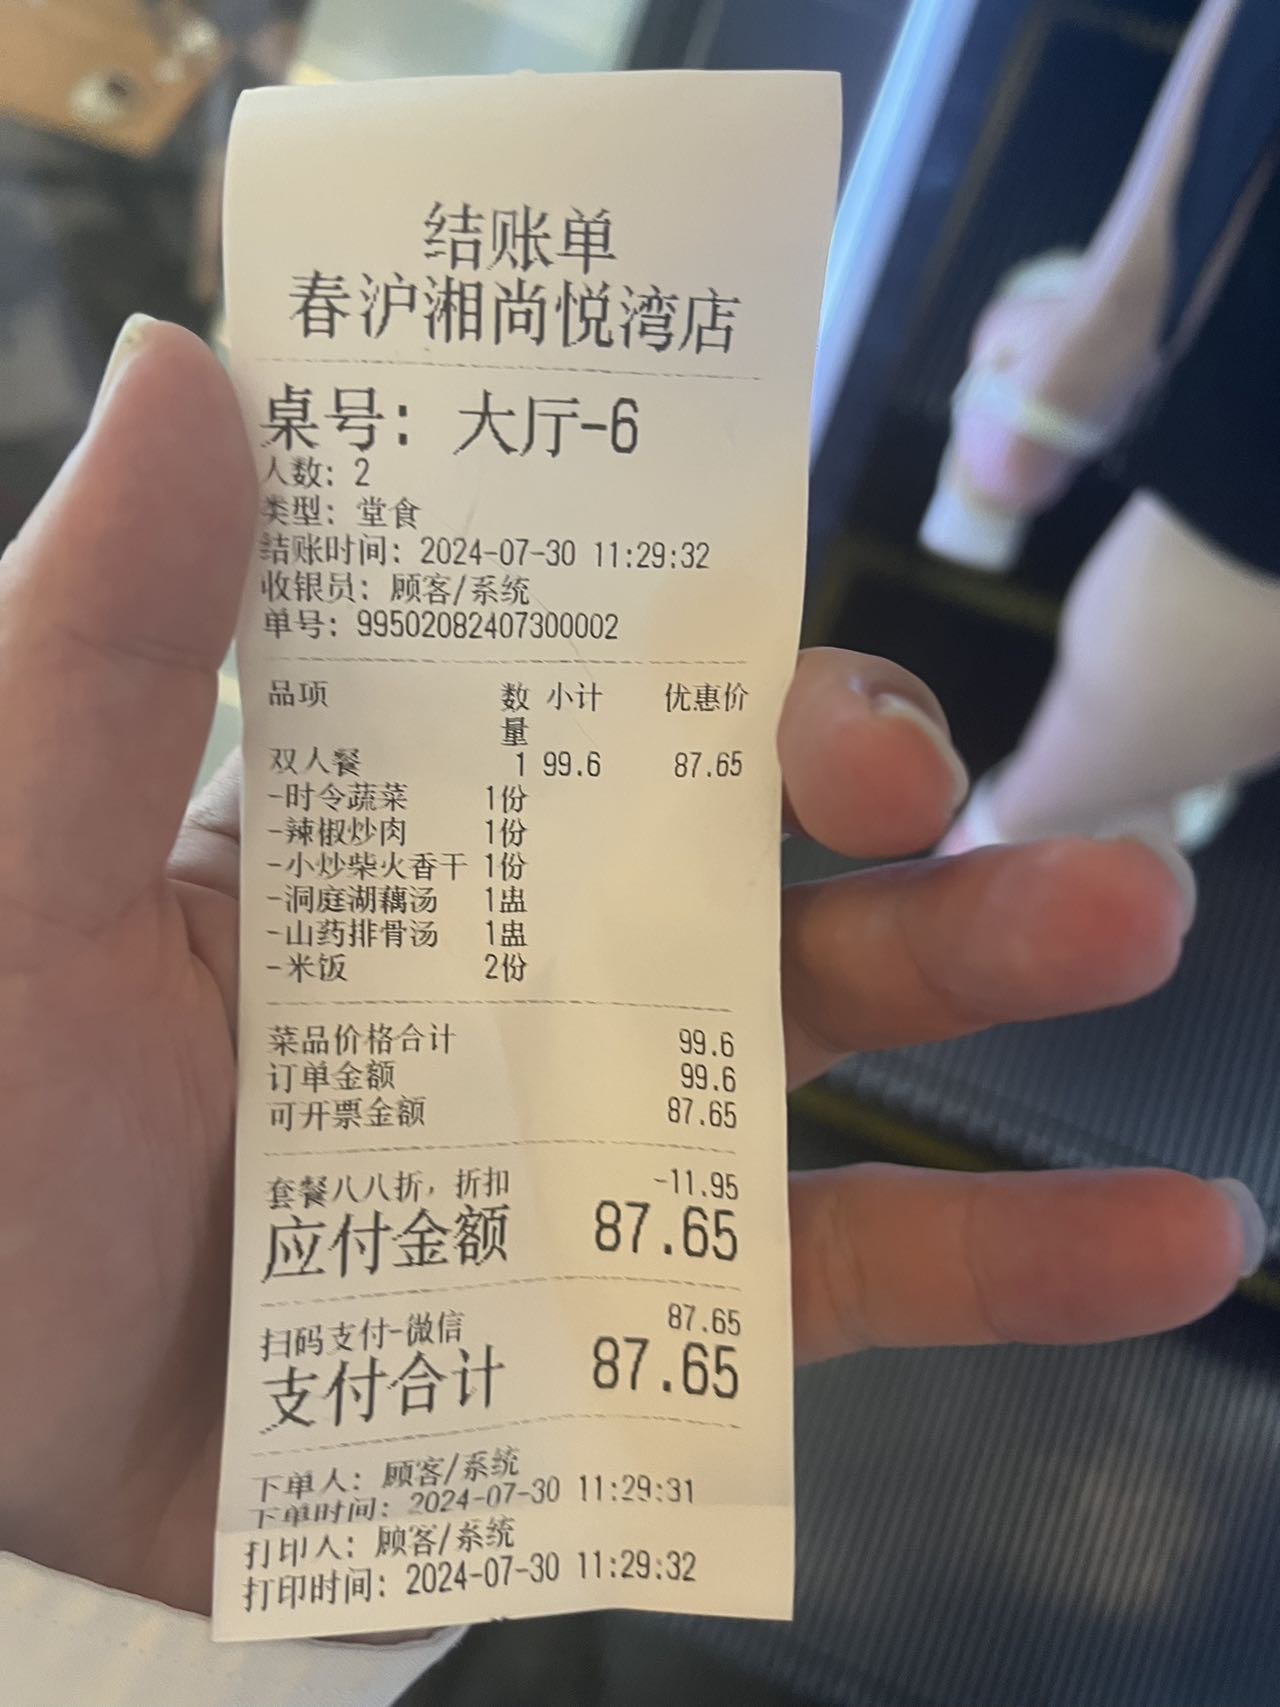 结账单
春沪湘尚悦湾店
桌号: 大厅-6
人数: 2
类型: 堂食
结账时间: 2024-07-30 11:29:32
收银员: 顾客/系统
单号: 99502082407300002
品项 数量 小计 优惠价
双人餐 1 99.6 87.65
-时令蔬菜 1份
-辣椒炒肉 1份
-小炒柴火香干 1份
-洞庭湖藕汤 1盅
-山药排骨汤 1盅
-米饭 2份
菜品价格合计 99.6
订单金额 99.6
可开票金额 87.65
套餐八八折, 折扣 -11.95
应付金额 87.65
扫码支付-微信 87.65
支付合计 87.65
下单人: 顾客/系统
下单时间: 2024-07-30 11:29:31
打印人: 顾客/系统
打印时间: 2024-07-30 11:29:32